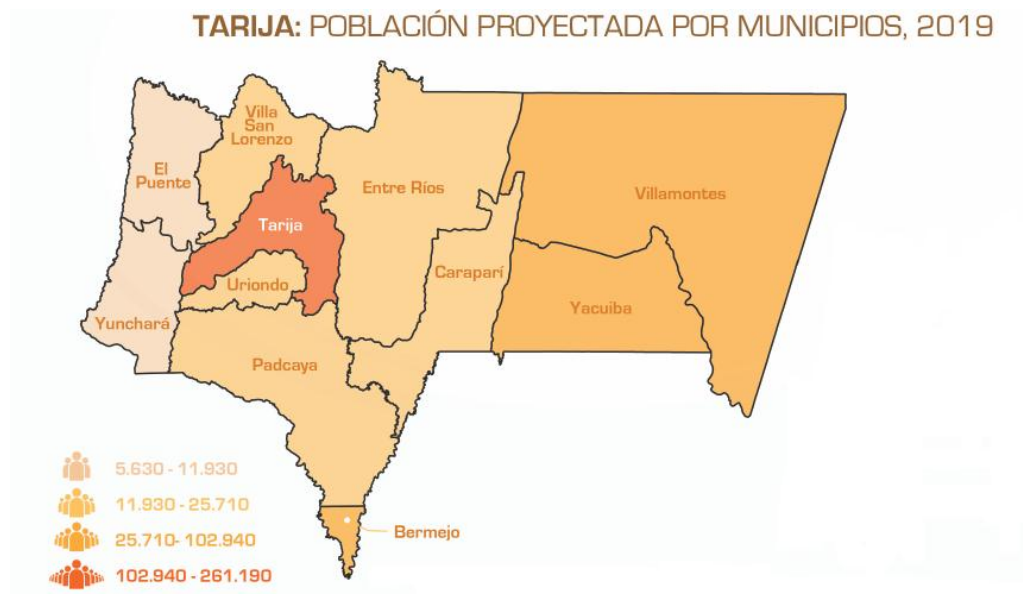 TARIJA: POBLACIÓN PROYECTADA POR MUNICIPIOS, 2019
Villa
San
Lorenzo
El
Puente
Entre Ríos
Villamontes
Tarija
Caraparí
Uriondo
Yacuiba
Yunchará
Padcaya
Bermejo
5.630 - 11.930
11.930 - 25.710
25.710- 102.940
102.940 - 261.190